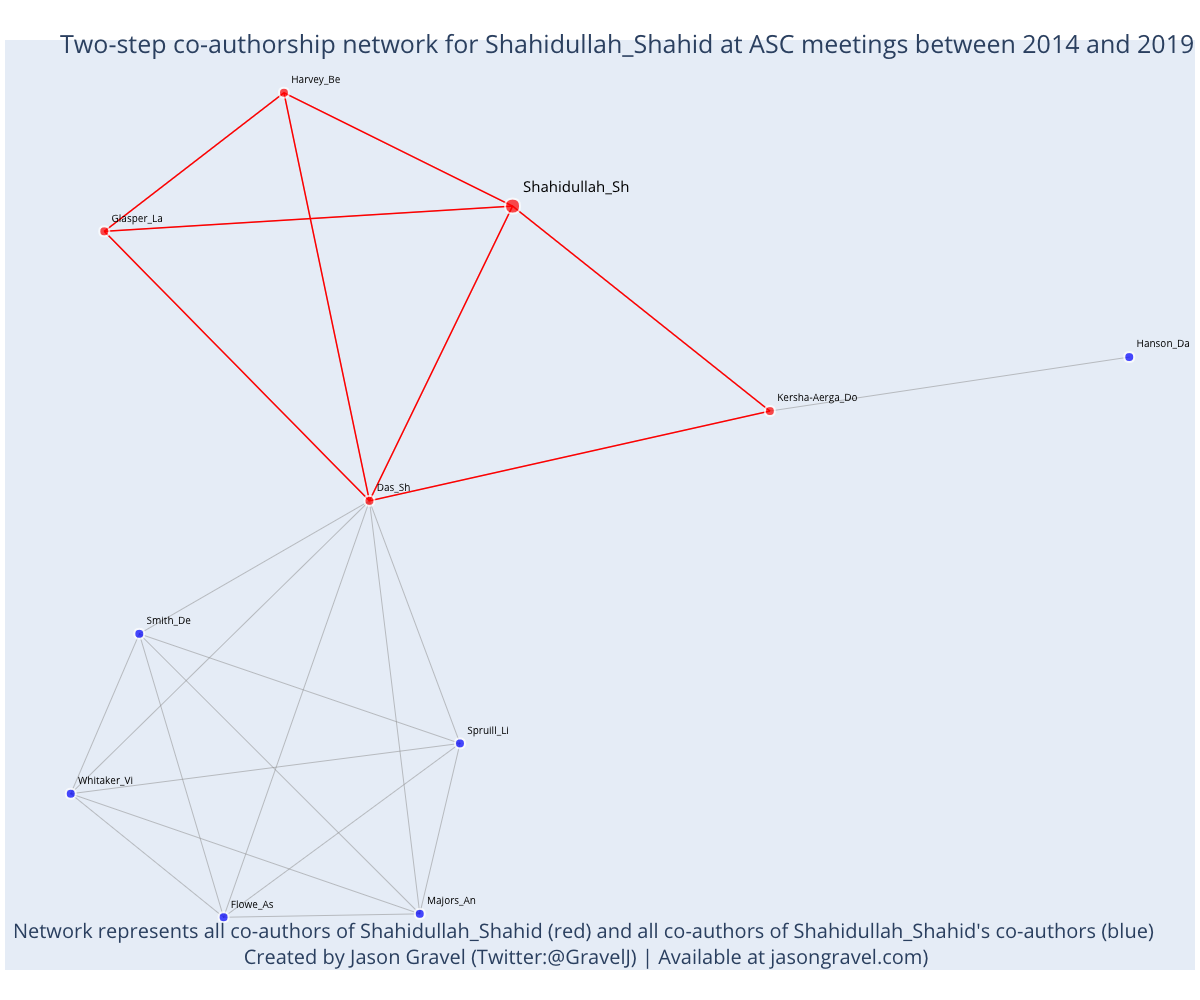 Two-step co-authorship network for Shahidullah_Shahid at ASC meetings between 2014 and 2019
Harvey_Be
Shahidullah_Sh
Glasper_La
Hanson_Da
Kersha-Aerga_Do
Das_Sh
Smith_De
Spruill_Li
Whitaker_Vi
Flowe_As
Majors_An
Network represents all co-authors of Shahidullah_Shahid (red) and all co-authors of Shahidullah_Shahid's co-authors (blue)
Created by Jason Gravel (Twitter:@GravelJ) | Available at jasongravel.com)